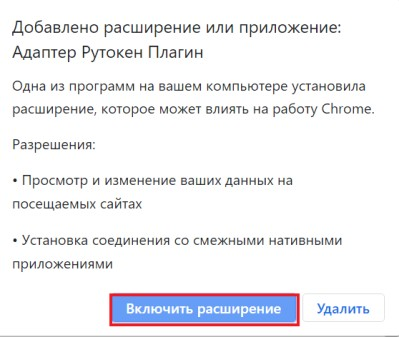 Добавлено расширение или приложение:
Адаптер Рутокен Плагин
Одна из программ на вашем компьютере установила
расширение, которое может влиять на работу Chrome.
Разрешения:
• Просмотр и изменение ваших данных на
посещаемых сайтах
• Установка соединения со смежными нативными
приложениями
Включить расширение Удалить